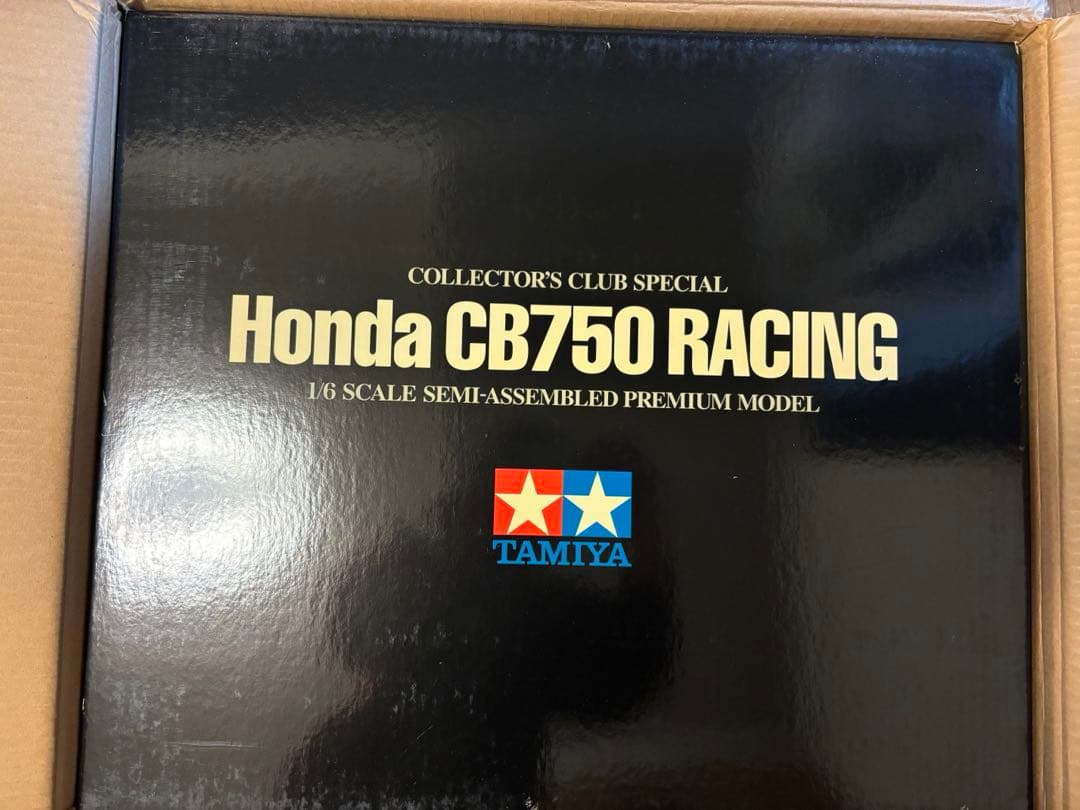 COLLECTOR'S CLUB SPECIAL
Honda CB750 RACING
1/6 SCALE SEMI-ASSEMBLED PREMIUM MODEL
TAMIYA